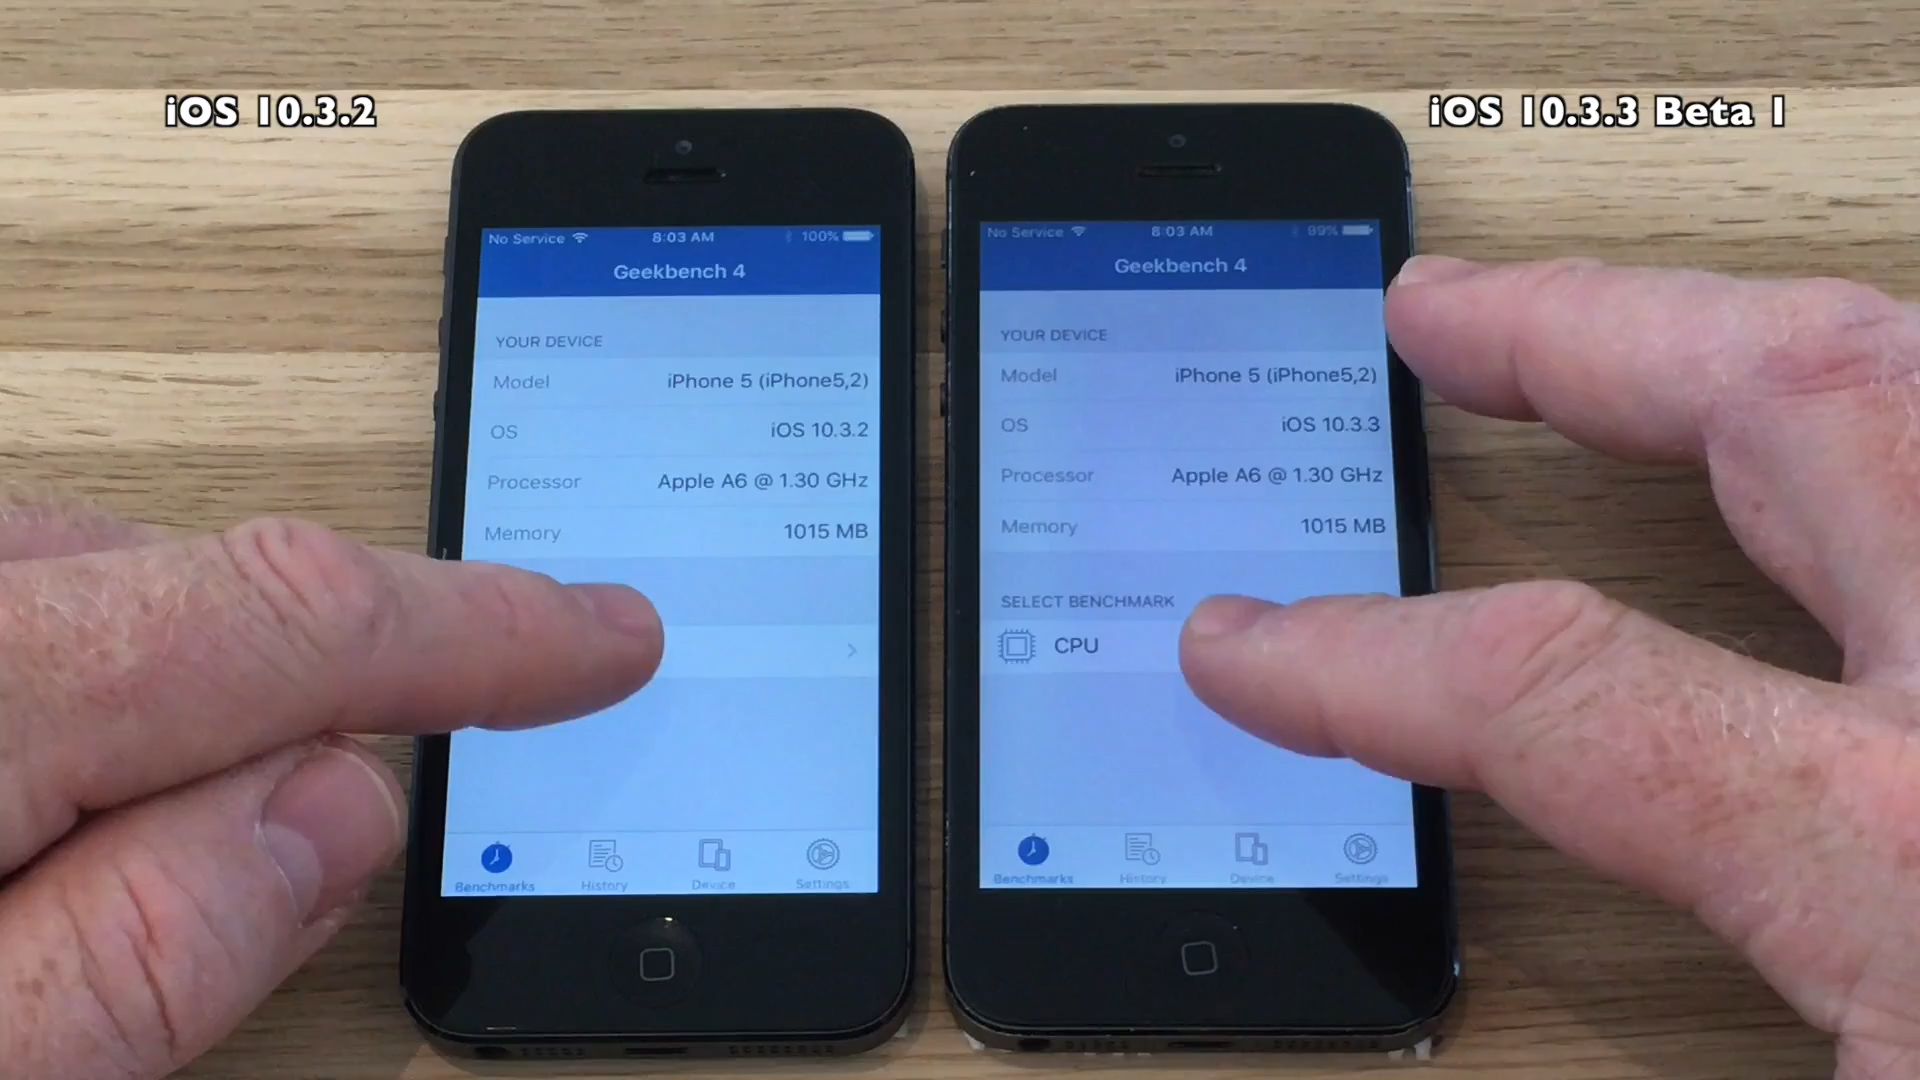 iOS 10.3.2
iOS 10.3.3 Beta 1
No Service 8:03 AM 100%
Geekbench 4
YOUR DEVICE
Model iPhone 5 (iPhone5,2)
OS iOS 10.3.2
Processor Apple A6 @ 1.30 GHz
Memory 1015 MB
Benchmarks History Device Settings
No Service 8:03 AM 99%
Geekbench 4
YOUR DEVICE
Model iPhone 5 (iPhone5,2)
OS iOS 10.3.3
Processor Apple A6 @ 1.30 GHz
Memory 1015 MB
SELECT BENCHMARK
CPU
Benchmarks History Device Settings